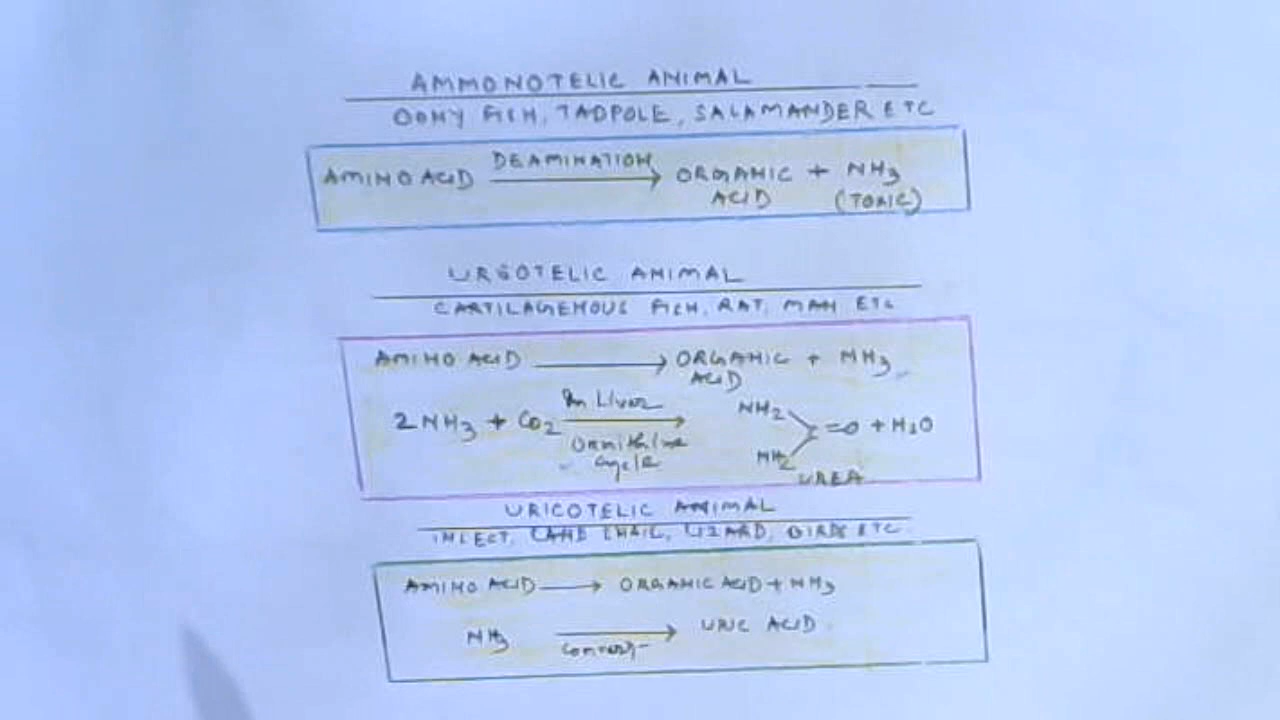 AMMONOTELIC ANIMAL
BONY FISH, TADPOLE, SALAMANDER ETC
AMINO ACID DEAMINATION ORGANIC + NH3
ACID (TOXIC)
UREOTELIC ANIMAL
CARTILAGENOUS FISH, RAT, MAN ETC
AMINO ACID → ORGANIC + NH3
ACID
2NH3 + CO2 In Liver → NH2
Ornithine =O + H2O
cycle NH2
UREA
URICOTELIC ANIMAL
INSECT, LAND SNAIL, LIZARD, BIRDS ETC
AMINO ACID → ORGANIC ACID + NH3
NH3 → URIC ACID